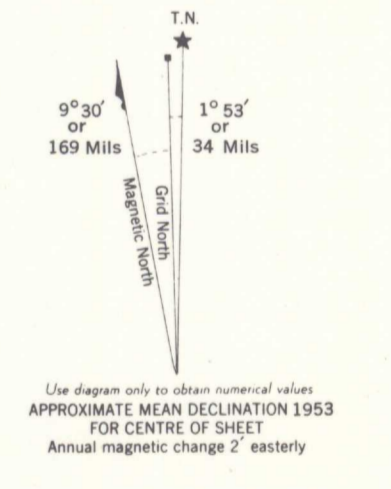 T.N.
9°30′
or
169 Mils
1°53′
or
34 Mils
Magnetic North
Grid North
Use diagram only to obtain numerical values
APPROXIMATE MEAN DECLINATION 1953
FOR CENTRE OF SHEET
Annual magnetic change 2′ easterly